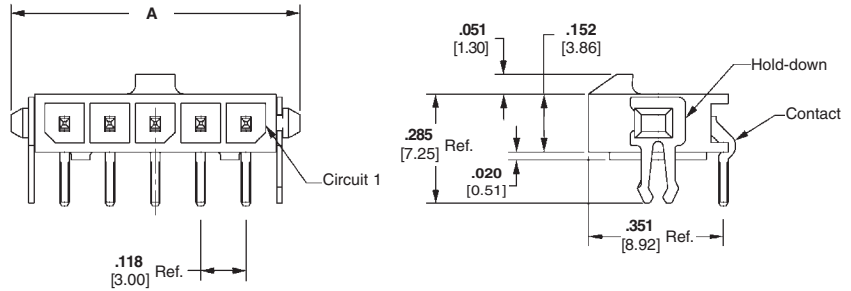 A
Circuit 1
.118
[3.00] Ref.
.051
[1.30]
.152
[3.86]
Hold-down
Contact
.285
[7.25] Ref.
.020
[0.51]
.351
[8.92] Ref.